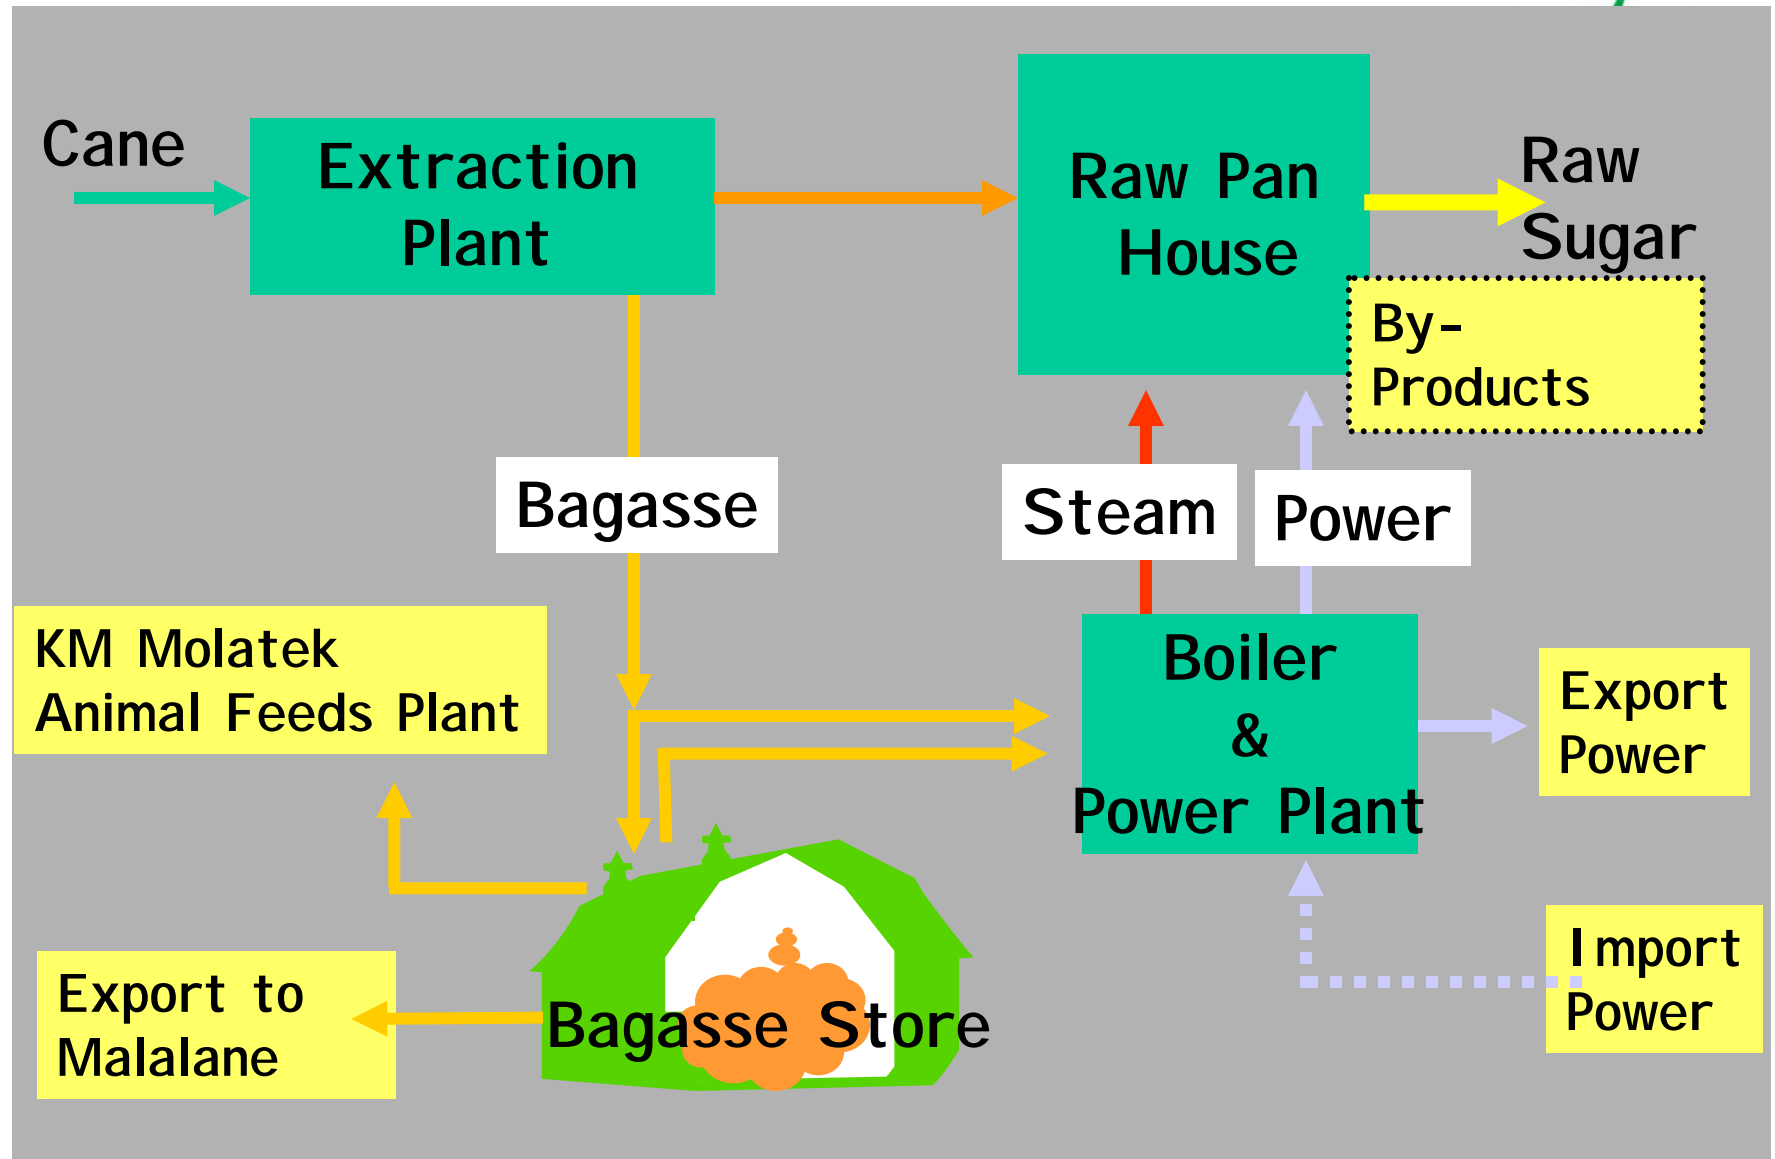 Cane
Extraction
Plant
Raw Pan
House
Raw
Sugar
By-
Products
Bagasse
Steam
Power
KM Molatek
Animal Feeds Plant
Boiler
&
Power Plant
Export
Power
Export to
Malalane
Bagasse Store
Import
Power